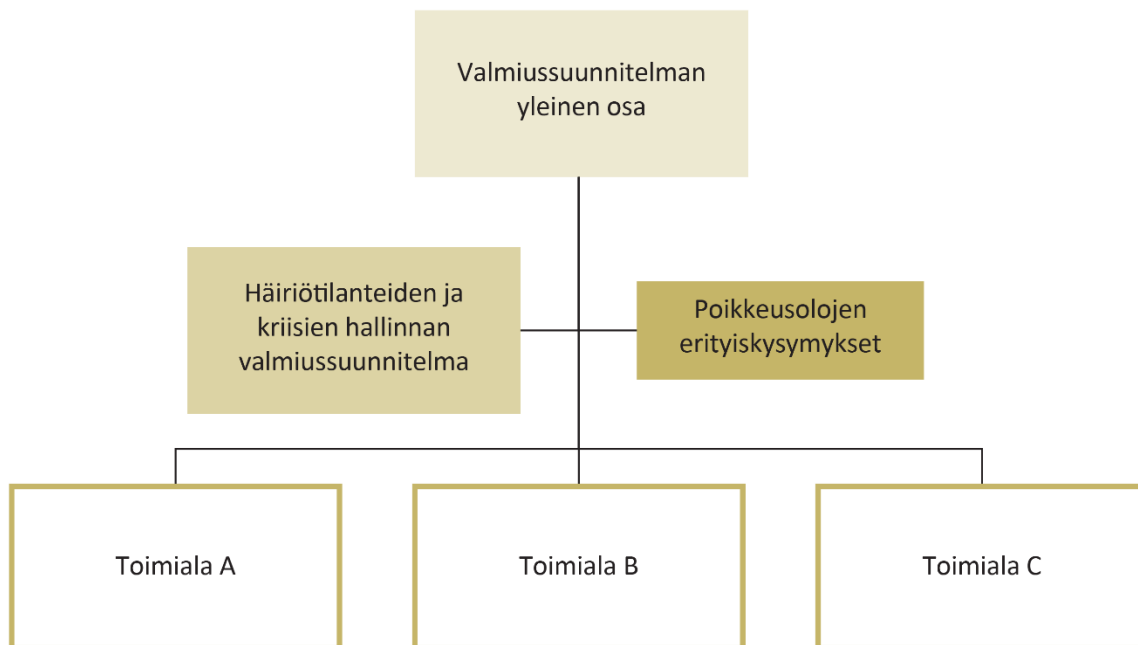 Valmiussuunnitelman
yleinen osa
Häiriötilanteiden ja
kriisien hallinnan
valmiussuunnitelma
Poikkeusolojen
erityiskysymykset
Toimiala A
Toimiala B
Toimiala C